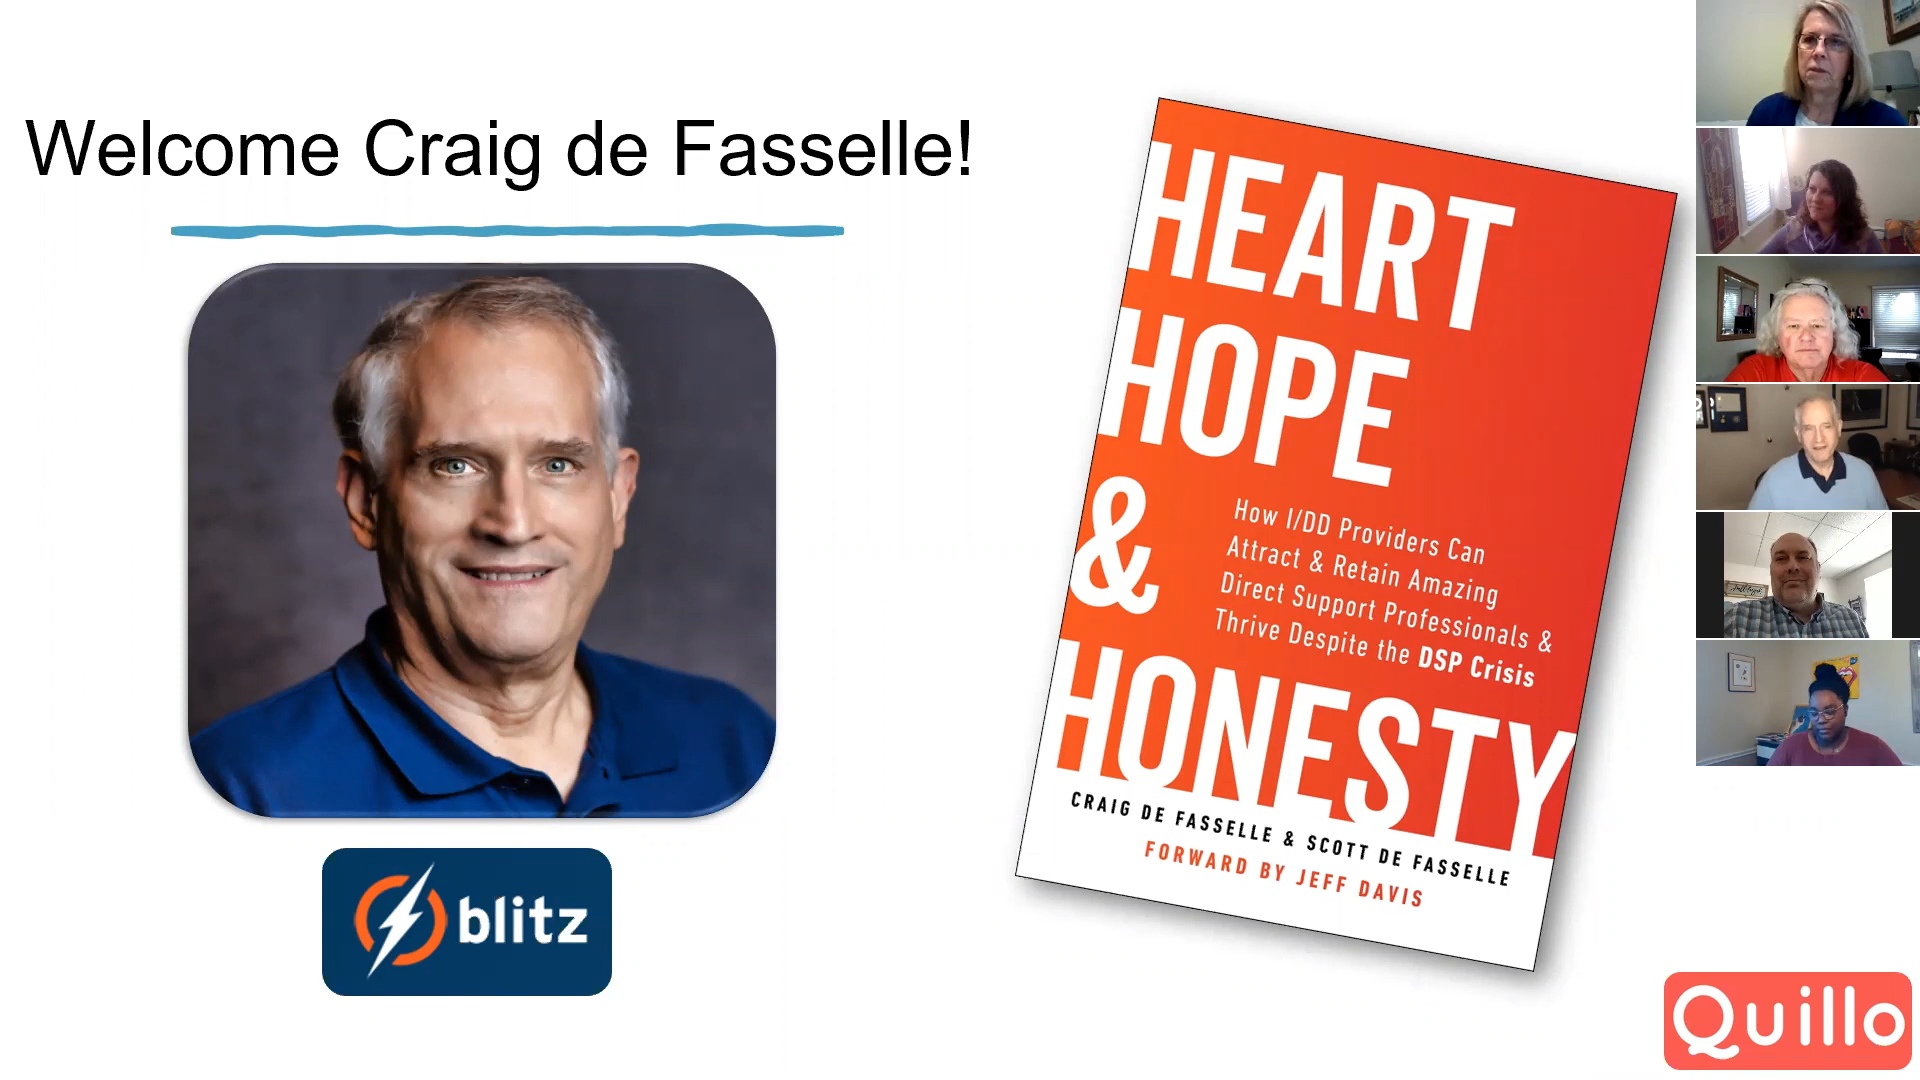 Welcome Craig de Fasselle!
blitz
HEART
HOPE
&
How I/DD Providers Can
Attract & Retain Amazing
Direct Support Professionals &
Thrive Despite the DSP Crisis
HONESTY
CRAIG DE FASSELLE & SCOTT DE FASSELLE
FORWARD BY JEFF DAVIS
Quillo